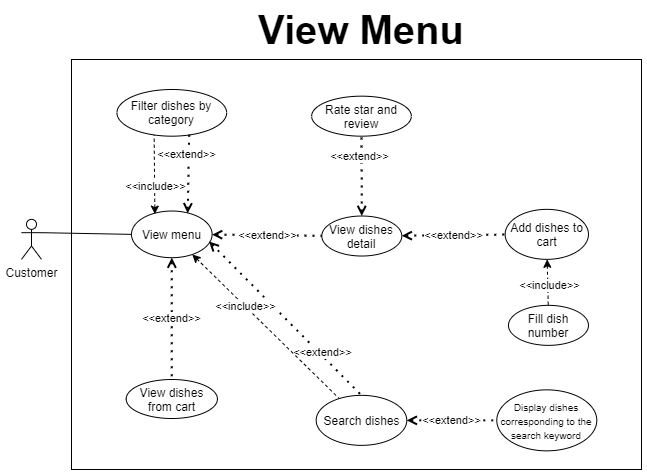 View Menu
Filter dishes by
category
Rate star and
review
<<extend>>
<<extend>>
<<include>>
View menu
<<extend>>
View dishes
detail
<<extend>>
Add dishes to
cart
Customer
<<include>>
<<include>>
<<extend>>
Fill dish
number
<<extend>>
View dishes
from cart
Search dishes
<<extend>>
Display dishes
corresponding to the
search keyword